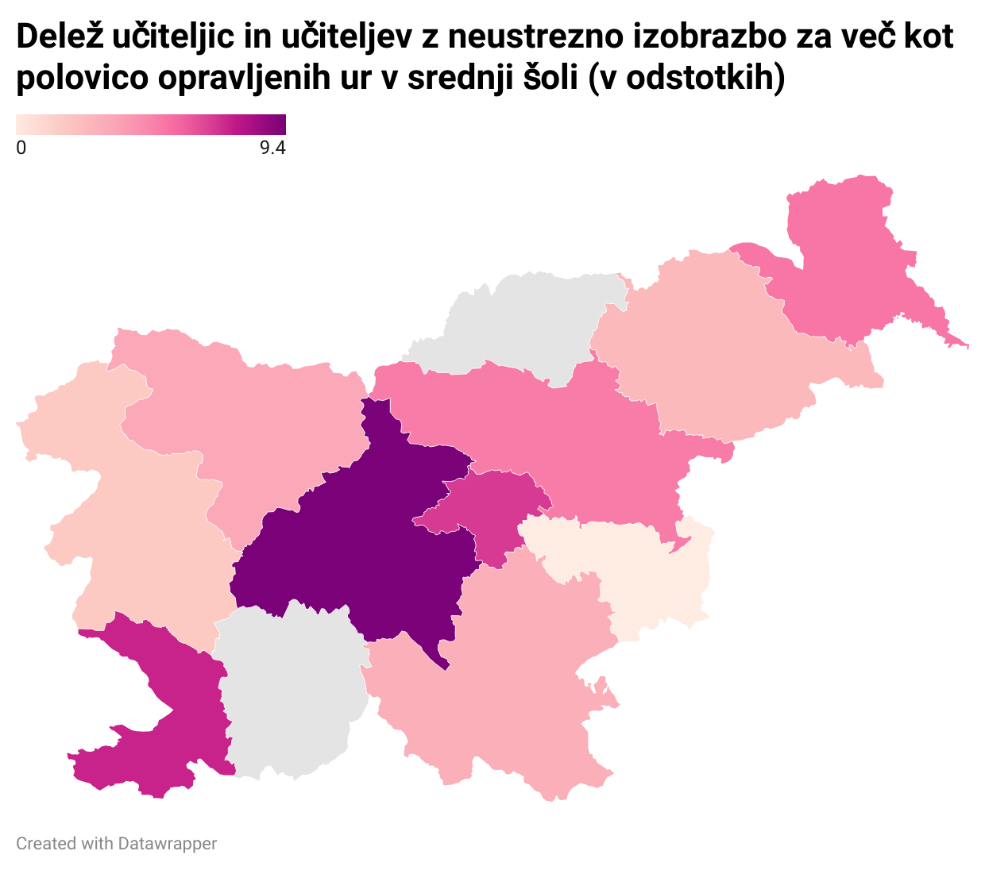 Delež učiteljic in učiteljev z neustrezno izobrazbo za več kot
polovico opravljenih ur v srednji šoli (v odstotkih)
0 9.4
Created with Datawrapper